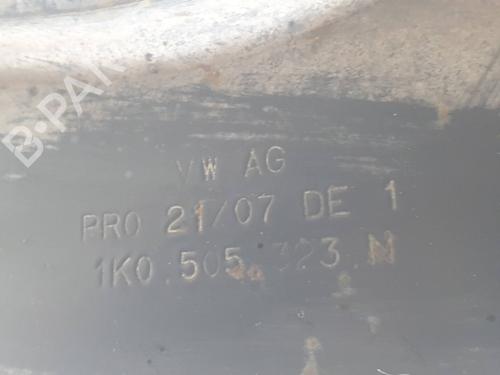 B-PARTS
VW AG
PRO 21/07 DE 1
1K0.505.323.N